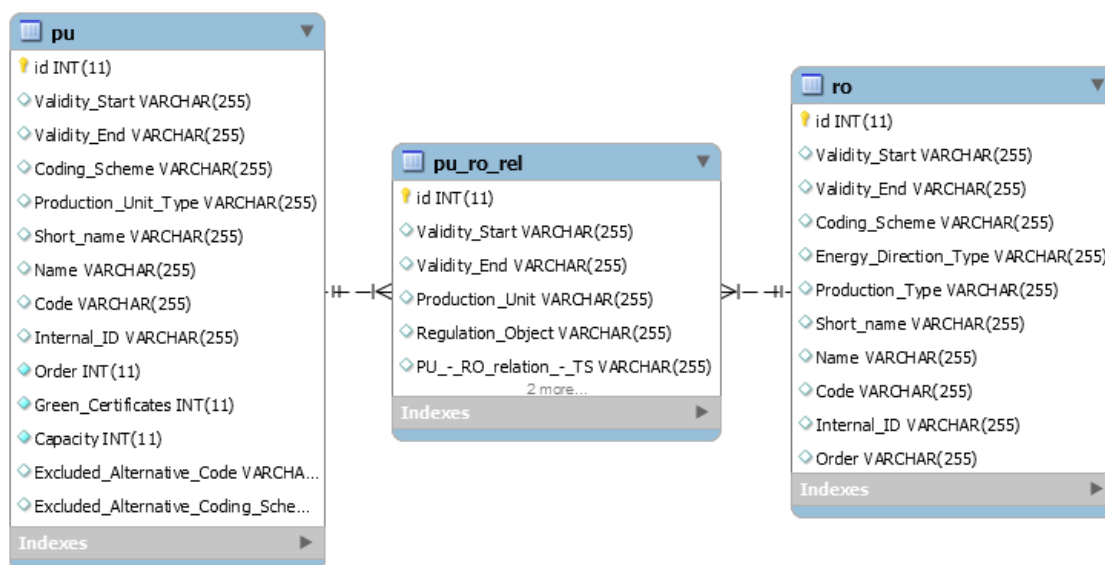 pu
id INT(11)
Validity_Start VARCHAR(255)
Validity_End VARCHAR(255)
Coding_Scheme VARCHAR(255)
Production_Unit_Type VARCHAR(255)
Short_name VARCHAR(255)
Name VARCHAR(255)
Code VARCHAR(255)
Internal_ID VARCHAR(255)
Order INT(11)
Green_Certificates INT(11)
Capacity INT(11)
Excluded_Alternative_Code VARCHA...
Excluded_Alternative_Coding_Sche...
Indexes
pu_ro_rel
id INT(11)
Validity_Start VARCHAR(255)
Validity_End VARCHAR(255)
Production_Unit VARCHAR(255)
Regulation_Object VARCHAR(255)
PU_-_RO_relation_-_TS VARCHAR(255)
2 more...
Indexes
ro
id INT(11)
Validity_Start VARCHAR(255)
Validity_End VARCHAR(255)
Coding_Scheme VARCHAR(255)
Energy_Direction_Type VARCHAR(255)
Production_Type VARCHAR(255)
Short_name VARCHAR(255)
Name VARCHAR(255)
Code VARCHAR(255)
Internal_ID VARCHAR(255)
Order VARCHAR(255)
Indexes